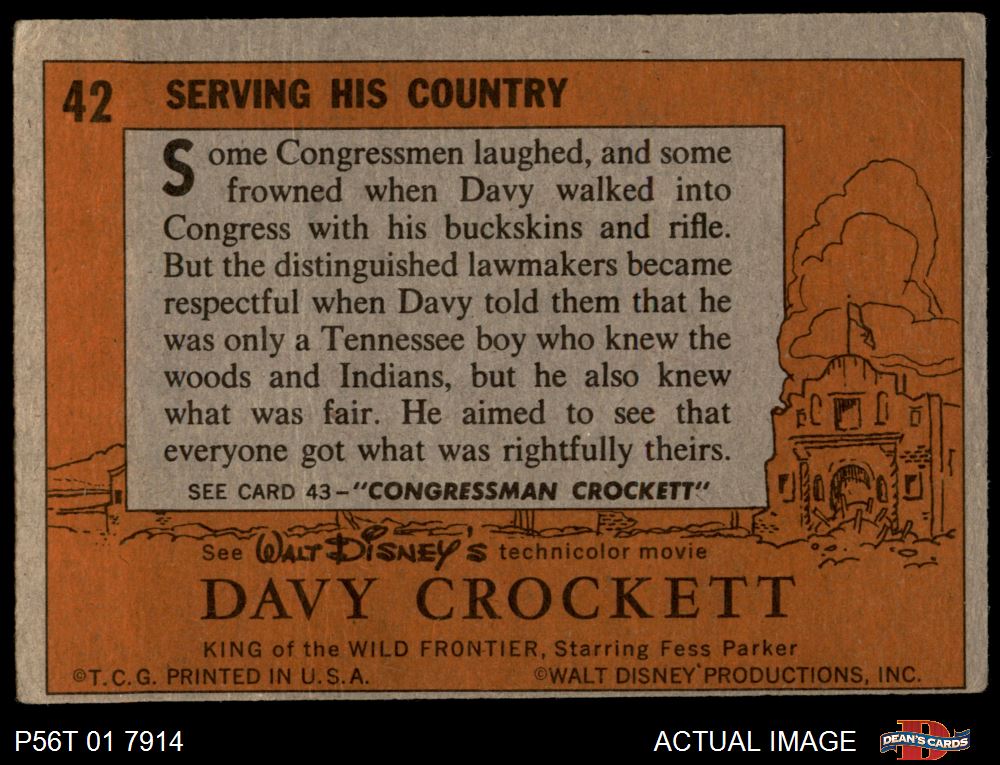 42 SERVING HIS COUNTRY
Some Congressmen laughed, and some
frowned when Davy walked into
Congress with his buckskins and rifle.
But the distinguished lawmakers became
respectful when Davy told them that he
was only a Tennessee boy who knew the
woods and Indians, but he also knew
what was fair. He aimed to see that
everyone got what was rightfully theirs.
SEE CARD 43–"CONGRESSMAN CROCKETT"
See WALT DISNEY'S technicolor movie
DAVY CROCKETT
KING of the WILD FRONTIER, Starring Fess Parker
©T.C.G. PRINTED IN U.S.A. ©WALT DISNEY PRODUCTIONS, INC.
P56T 01 7914 ACTUAL IMAGE DEAN'S CARDS